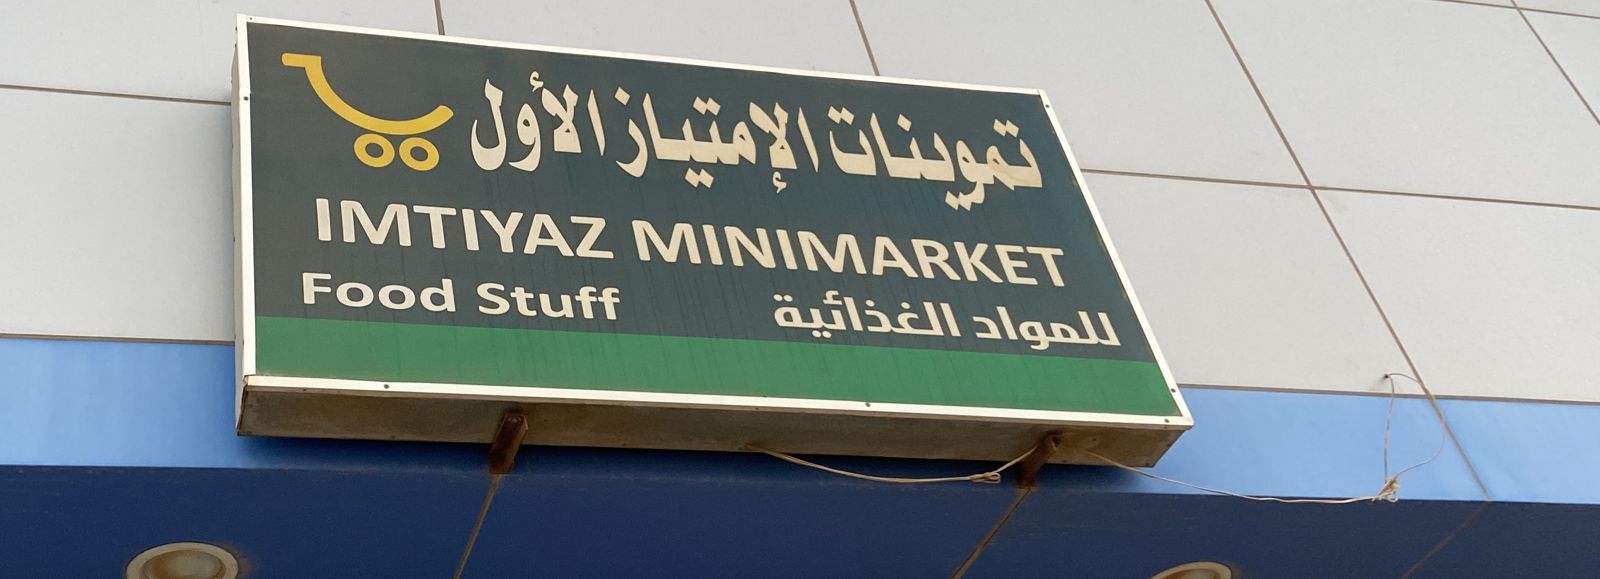 تموينات الإمتياز الأول
IMTIYAZ MINIMARKET
Food Stuff
للمواد الغذائية